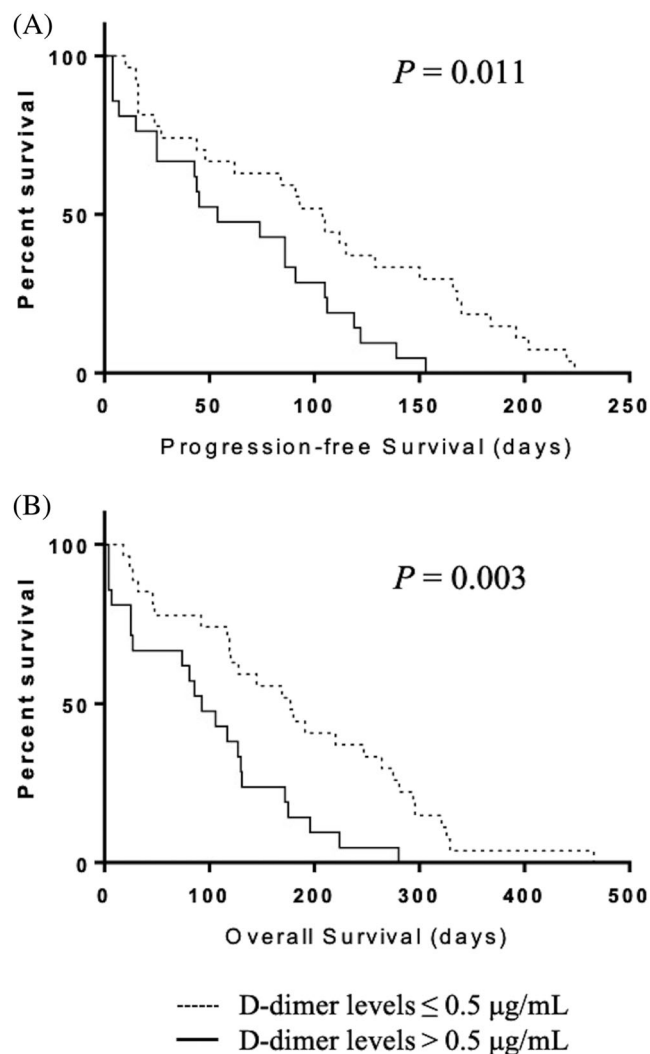 (A)
P = 0.011
100
50
0
Percent survival
0 50 100 150 200 250
Progression-free Survival (days)
(B)
P = 0.003
100
50
0
Percent survival
0 100 200 300 400 500
Overall Survival (days)
D-dimer levels ≤ 0.5 μg/mL
D-dimer levels > 0.5 μg/mL